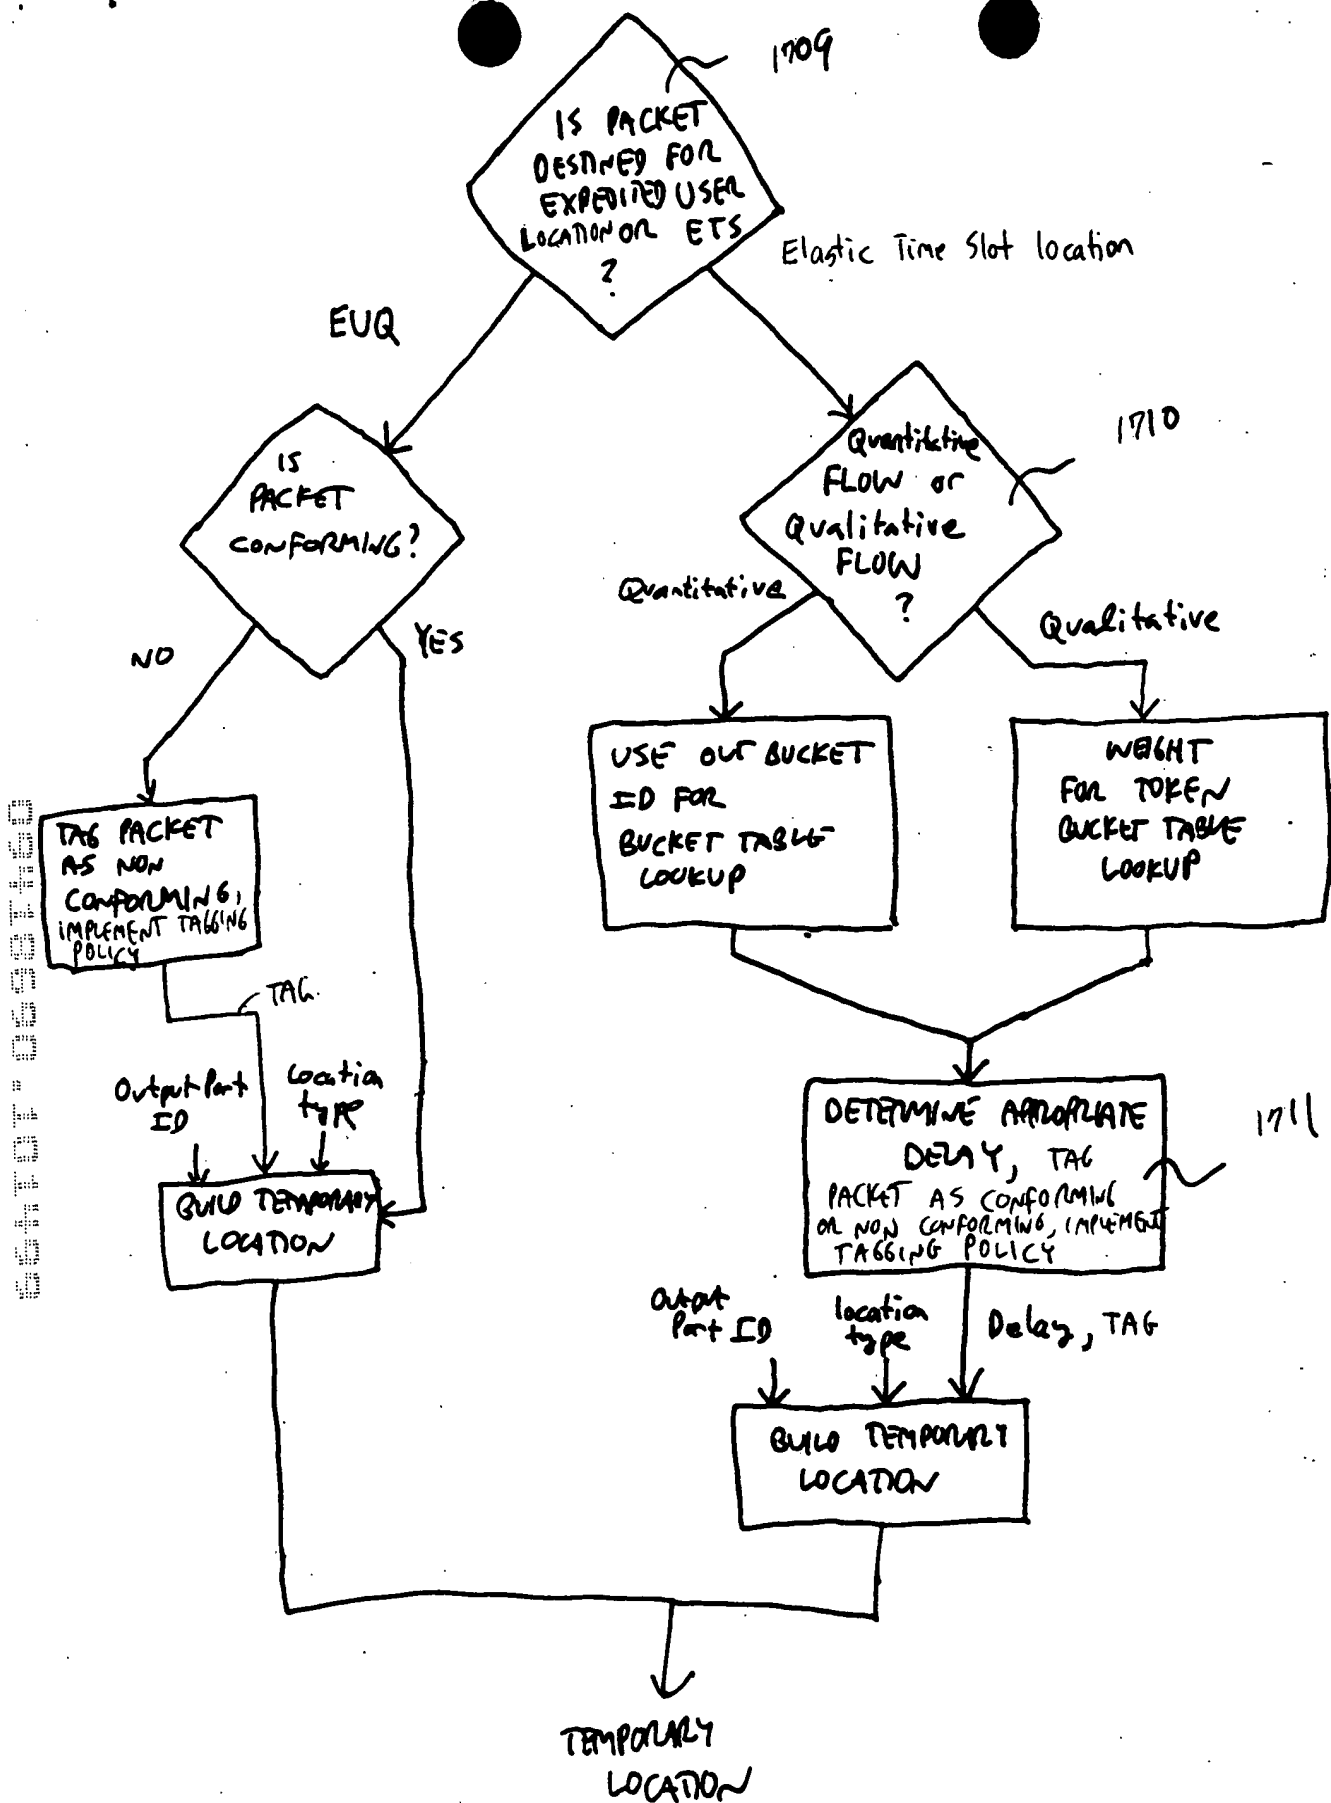 1709
IS PACKET
DESTINED FOR
EXPEDITED USER
LOCATION OR ETS
?
Elastic Time Slot location
EUQ
IS
PACKET
CONFORMING?
1710
Quantitative
FLOW or
Qualitative
FLOW
?
NO
YES
Quantitative
Qualitative
TAG PACKET
AS NON
CONFORMING,
IMPLEMENT TAGGING
POLICY
USE OUT BUCKET
ID FOR
BUCKET TABLE
LOOKUP
WEIGHT
FOR TOKEN
BUCKET TABLE
LOOKUP
TAG
Output Port
ID
Location
type
BUILD TEMPORARY
LOCATION
DETERMINE APROPRIATE
DELAY, TAG
PACKET AS CONFORMING
OR NON CONFORMING, IMPLEMENT
TAGGING POLICY
1711
Output
Port ID
location
type
Delay, TAG
BUILD TEMPORARY
LOCATION
TEMPORARY
LOCATION